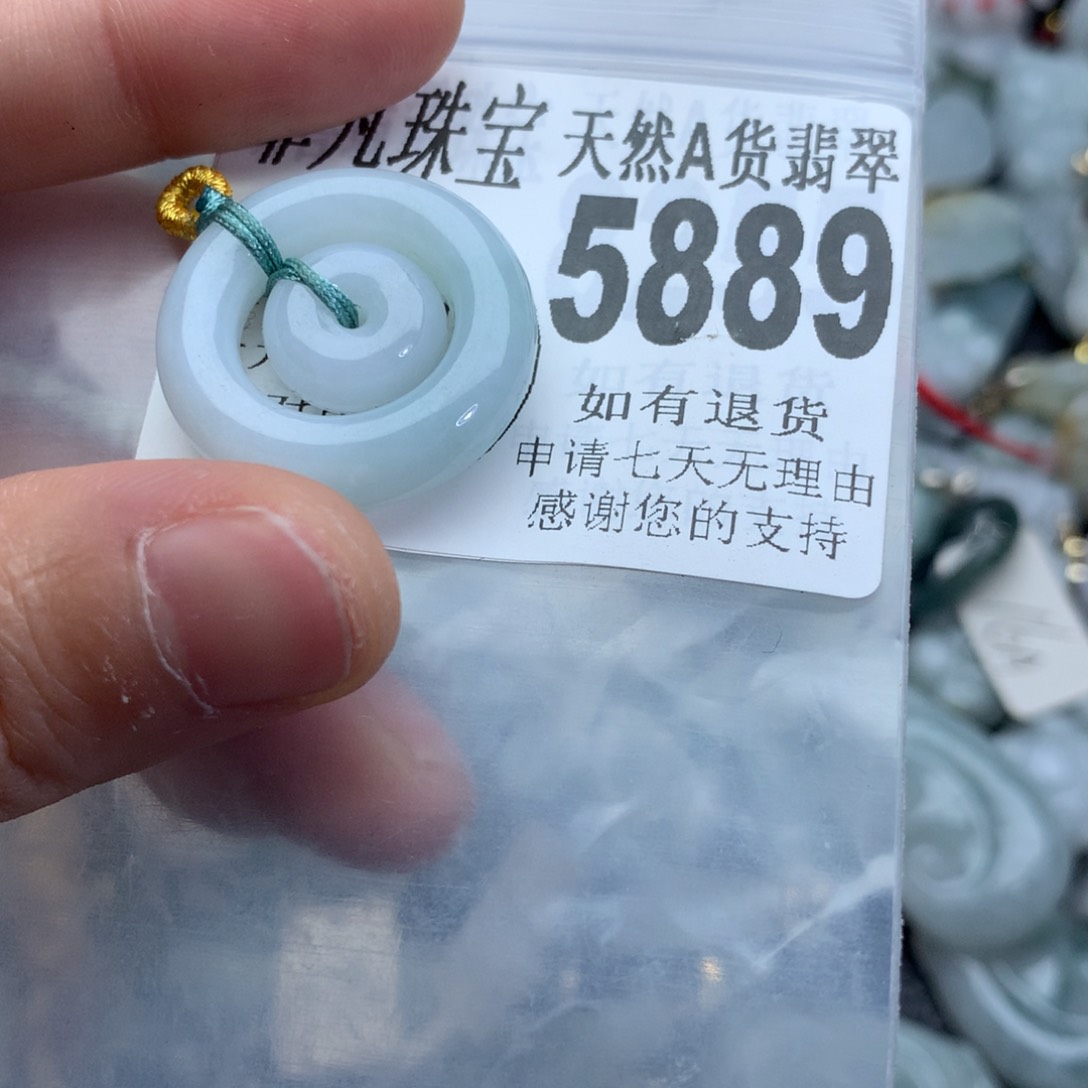 凡珠宝 天然A货翡翠
5889
如有退货
申请七天无理由
感谢您的支持